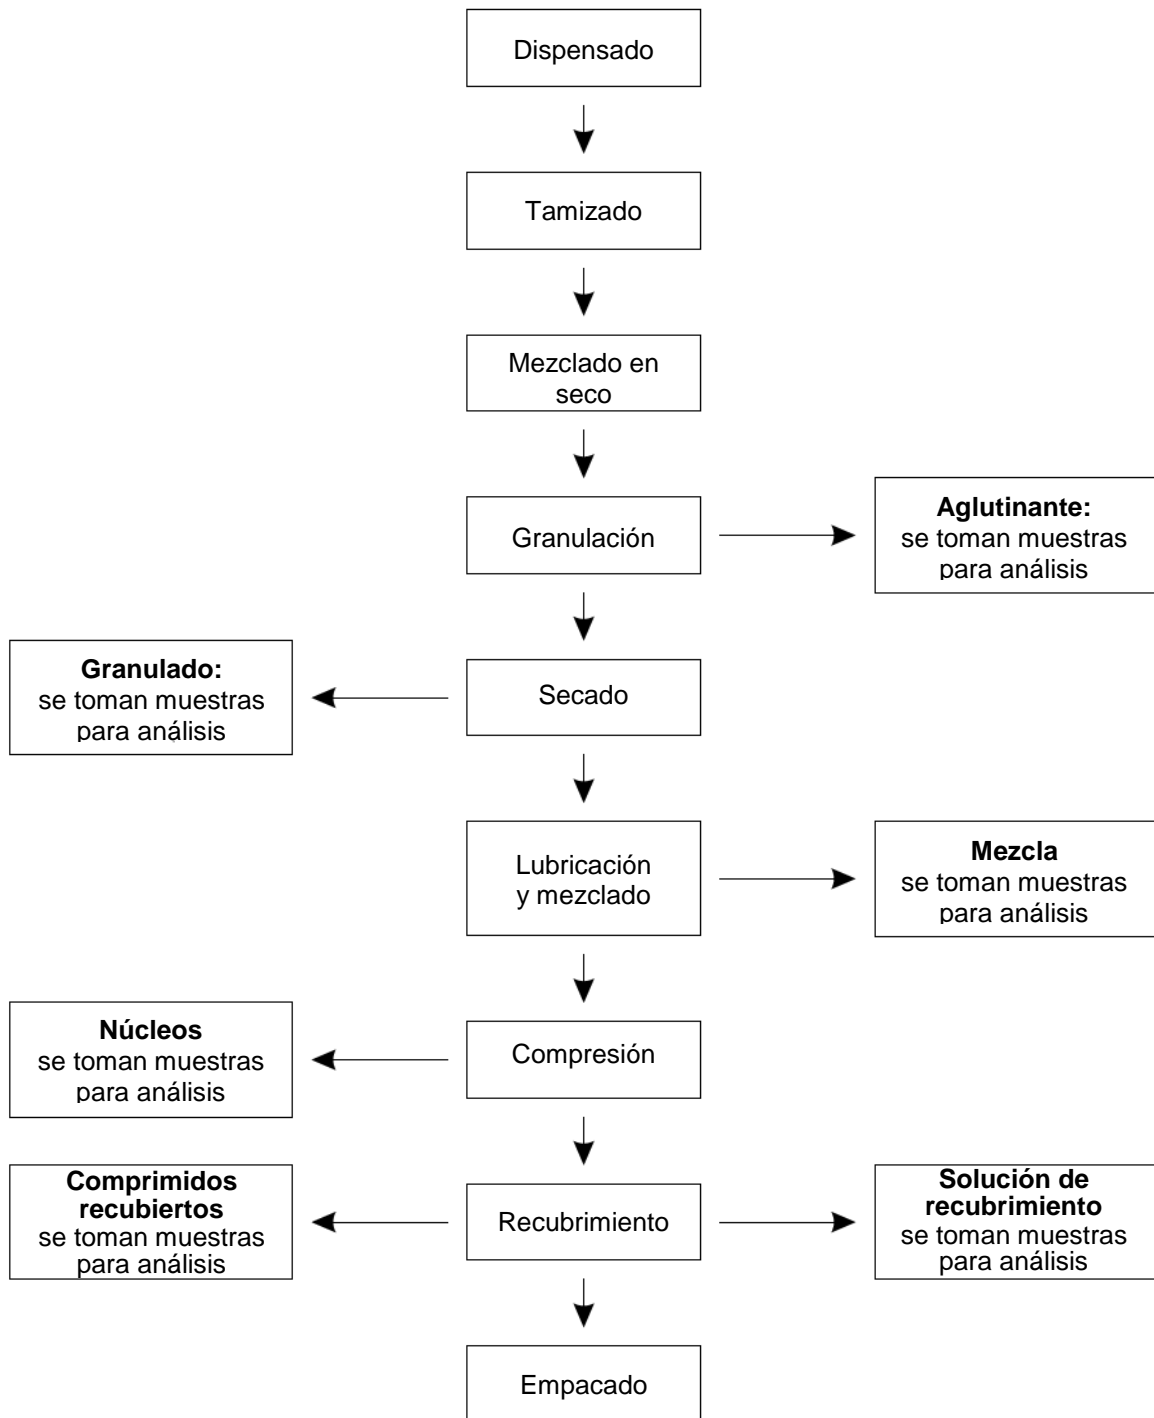 Dispensado
Tamizado
Mezclado en
seco
Granulación
Aglutinante:
se toman muestras
para análisis
Granulado:
se toman muestras
para análisis
Secado
Lubricación
y mezclado
Mezcla
se toman muestras
para análisis
Núcleos
se toman muestras
para análisis
Compresión
Comprimidos
recubiertos
se toman muestras
para análisis
Recubrimiento
Solución de
recubrimiento
se toman muestras
para análisis
Empacado